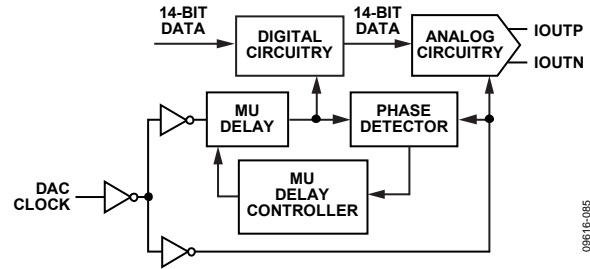 14-BIT
DATA
DIGITAL
CIRCUITRY
14-BIT
DATA
ANALOG
CIRCUITRY
IOUTP
IOUTN
MU
DELAY
PHASE
DETECTOR
MU
DELAY
CONTROLLER
DAC
CLOCK
09616-085